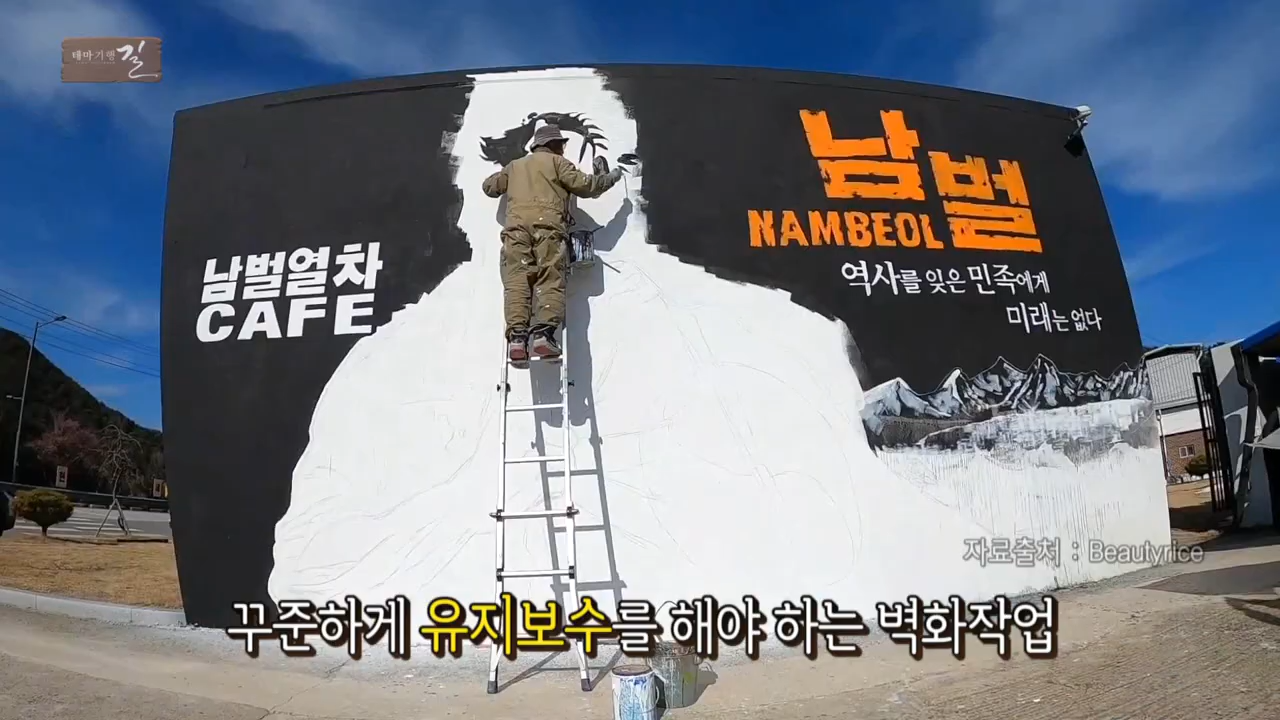 테마기행 길
남벌
NAMBEOL
역사를 잊은 민족에게
미래는 없다
남벌열차
CAFE
자료출처 : Beautyrice
꾸준하게 유지보수를 해야 하는 벽화작업